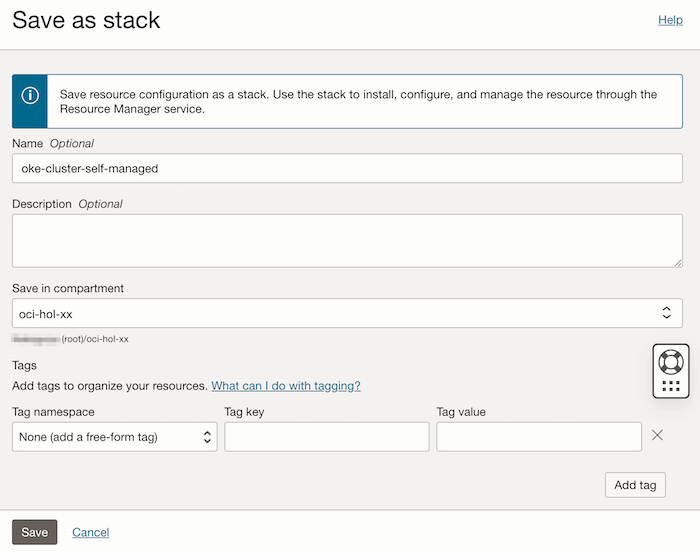 Save as stack
Help
Save resource configuration as a stack. Use the stack to install, configure, and manage the resource through the
Resource Manager service.
Name Optional
oke-cluster-self-managed
Description Optional
Save in compartment
oci-hol-xx
(root)/oci-hol-xx
Tags
Add tags to organize your resources. What can I do with tagging?
Tag namespace Tag key Tag value
None (add a free-form tag)
Add tag
Save Cancel